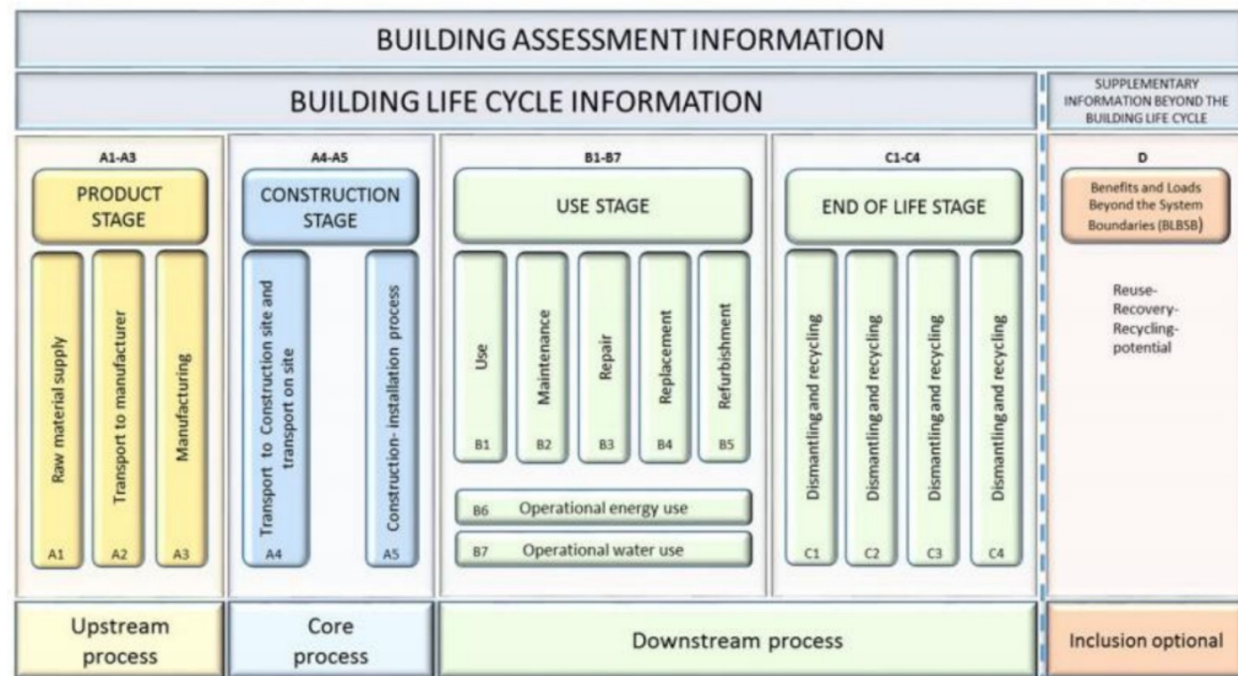 BUILDING ASSESSMENT INFORMATION
BUILDING LIFE CYCLE INFORMATION
SUPPLEMENTARY
INFORMATION BEYOND THE
BUILDING LIFE CYCLE
A1-A3
PRODUCT
STAGE
Raw material supply
A1
Transport to manufacturer
A2
Manufacturing
A3
A4-A5
CONSTRUCTION
STAGE
Transport to Construction site and
transport on site
A4
Construction- installation process
A5
B1-B7
USE STAGE
Use
B1
Maintenance
B2
Repair
B3
Replacement
B4
Refurbishment
B5
B6 Operational energy use
B7 Operational water use
C1-C4
END OF LIFE STAGE
Dismantling and recycling
C1
Dismantling and recycling
C2
Dismantling and recycling
C3
Dismantling and recycling
C4
D
Benefits and Loads
Beyond the System
Boundaries (BLBSB)
Reuse-
Recovery-
Recycling-
potential
Upstream
process
Core
process
Downstream process
Inclusion optional